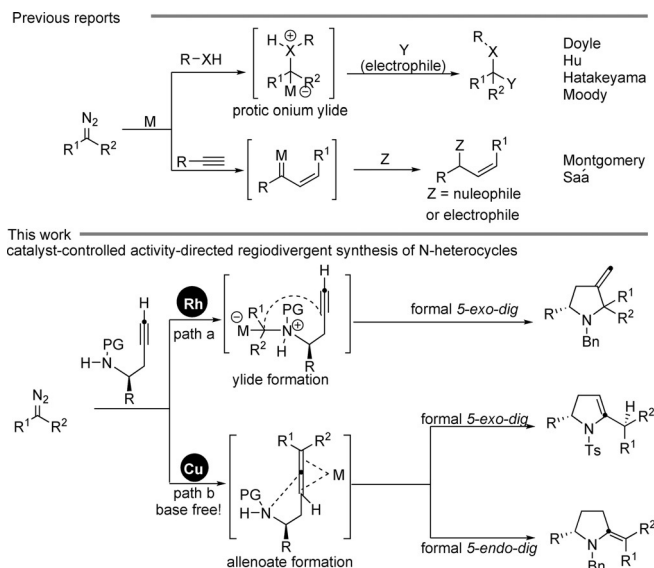 Previous reports
R–XH
H ⊕ R
X
R1 R2
M ⊖
protic onium ylide
Y
(electrophile)
R
X
R1 Y
R2
Doyle
Hu
Hatakeyama
Moody
N2
R1 R2
M
R
M R1
R
Z
Z R1
R
Z = nuleophile
or electrophile
Montgomery
Saá
This work
catalyst-controlled activity-directed regiodivergent synthesis of N-heterocycles
H
PG
H N
R
N2
R1 R2
Rh
path a
⊖ R1 PG H
M N ⊕
R2 H R
ylide formation
formal 5-exo-dig
R N R1
R2
Bn
Cu
path b
base free!
R1 R2
M
PG H
H N
R
allenoate formation
formal 5-exo-dig
R N H R2
Ts R1
formal 5-endo-dig
R N R2
Bn R1